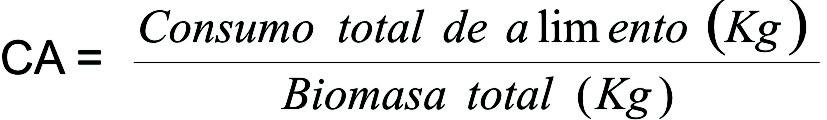 CA = Consumo total de alimento (Kg)
Biomasa total (Kg)